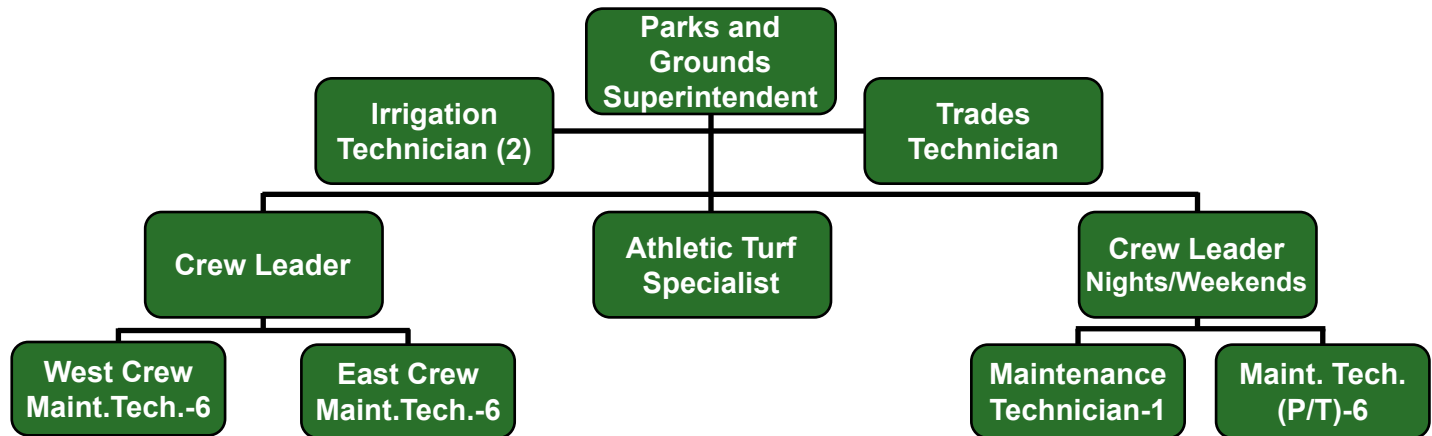 Parks and
Grounds
Superintendent
Irrigation
Technician (2)
Trades
Technician
Crew Leader
Athletic Turf
Specialist
Crew Leader
Nights/Weekends
West Crew
Maint.Tech.-6
East Crew
Maint.Tech.-6
Maintenance
Technician-1
Maint. Tech.
(P/T)-6